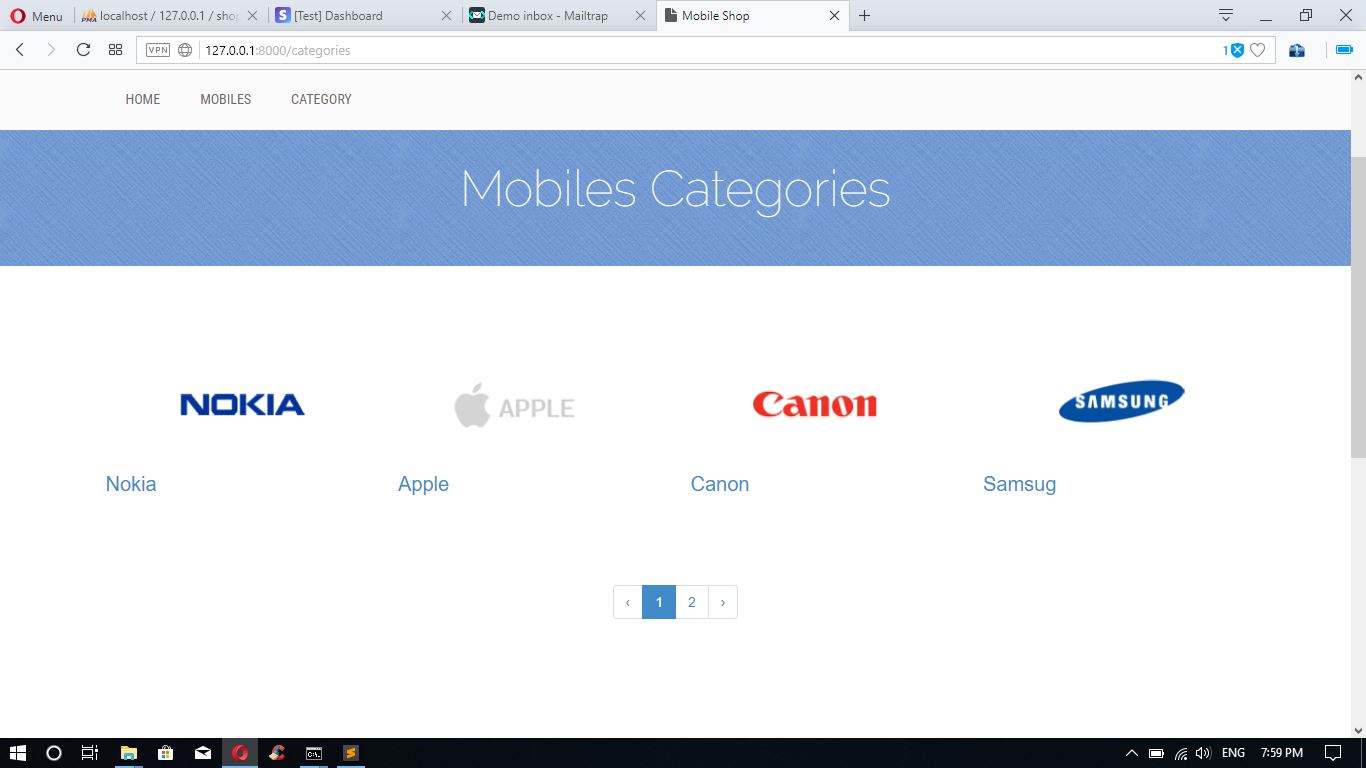 Menu localhost / 127.0.0.1 / shop [Test] Dashboard Demo inbox - Mailtrap Mobile Shop
VPN 127.0.0.1:8000/categories 1
HOME MOBILES CATEGORY
Mobiles Categories
NOKIA APPLE Canon SAMSUNG
Nokia Apple Canon Samsug
‹ 1 2 ›
ENG 7:59 PM